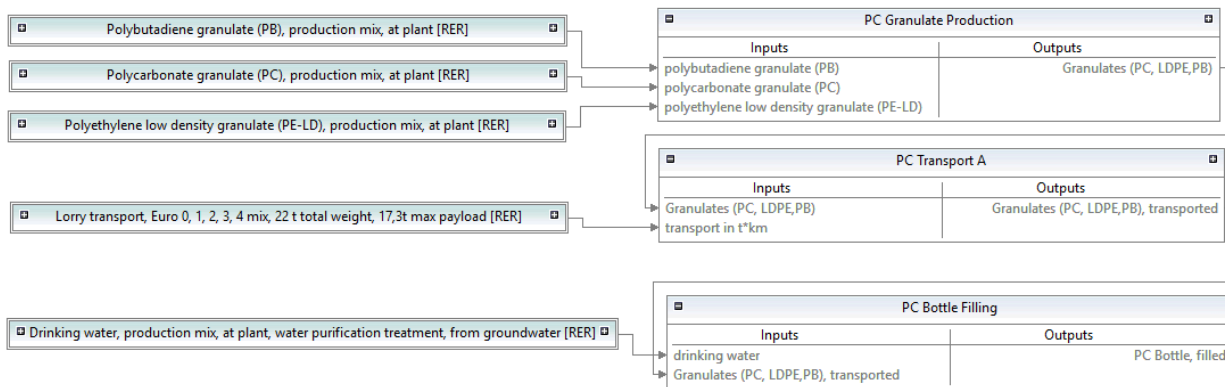 Polybutadiene granulate (PB), production mix, at plant [RER]
Polycarbonate granulate (PC), production mix, at plant [RER]
Polyethylene low density granulate (PE-LD), production mix, at plant [RER]
PC Granulate Production
Inputs Outputs
polybutadiene granulate (PB) Granulates (PC, LDPE,PB)
polycarbonate granulate (PC)
polyethylene low density granulate (PE-LD)
Lorry transport, Euro 0, 1, 2, 3, 4 mix, 22 t total weight, 17,3t max payload [RER]
PC Transport A
Inputs Outputs
Granulates (PC, LDPE,PB) Granulates (PC, LDPE,PB), transported
transport in t*km
Drinking water, production mix, at plant, water purification treatment, from groundwater [RER]
PC Bottle Filling
Inputs Outputs
drinking water PC Bottle, filled
Granulates (PC, LDPE,PB), transported